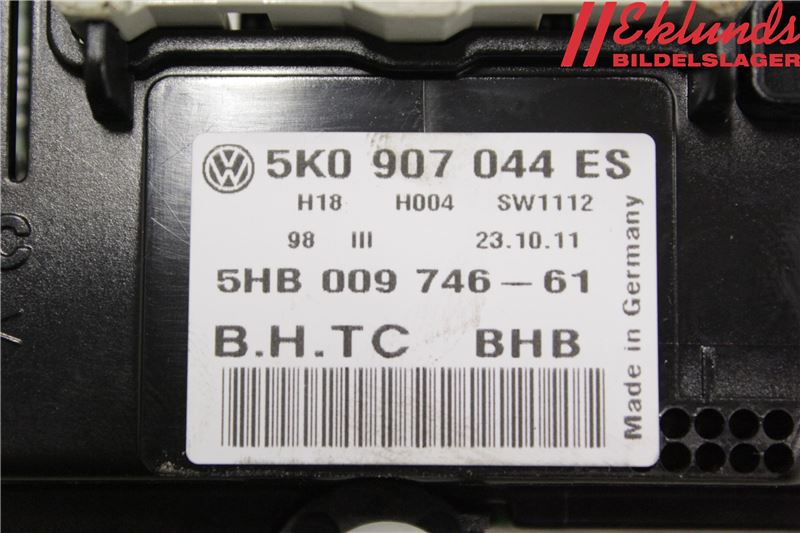 Eklunds
BILDELSLAGER
5K0 907 044 ES
H18 H004 SW1112
98 III 23.10.11
5HB 009 746-61
B.H.TC BHB
Made in Germany